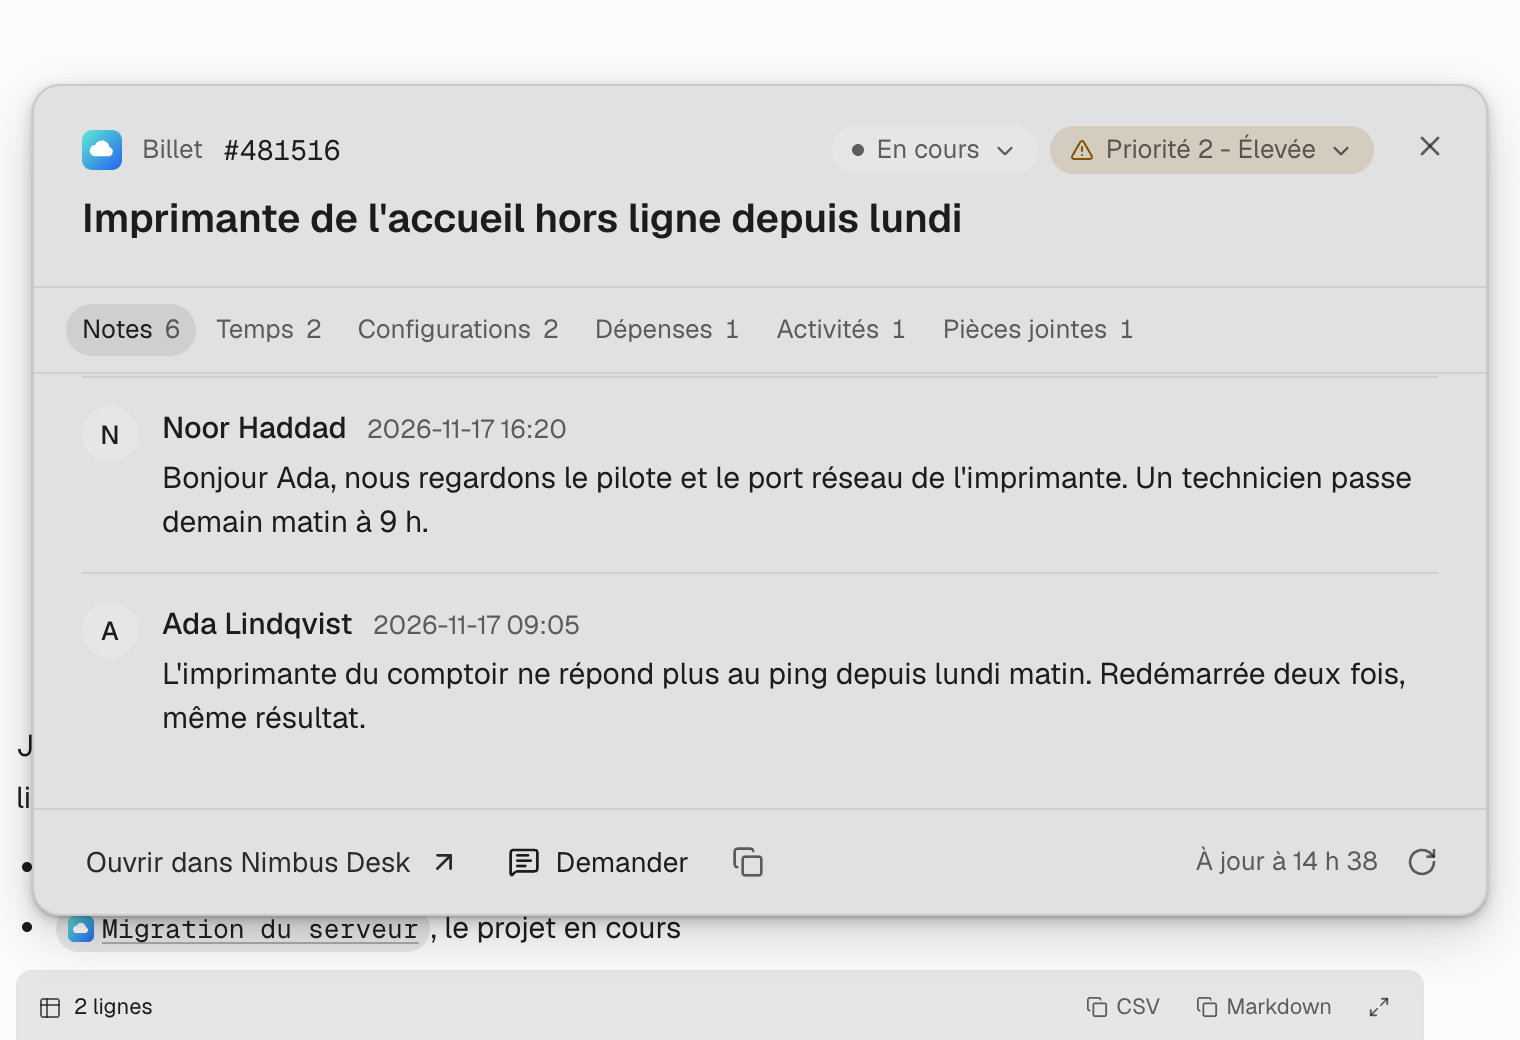 Billet #481516
En cours
Priorité 2 - Élevée
Imprimante de l'accueil hors ligne depuis lundi
Notes 6 Temps 2 Configurations 2 Dépenses 1 Activités 1 Pièces jointes 1
N
Noor Haddad 2026-11-17 16:20
Bonjour Ada, nous regardons le pilote et le port réseau de l'imprimante. Un technicien passe
demain matin à 9 h.
A
Ada Lindqvist 2026-11-17 09:05
L'imprimante du comptoir ne répond plus au ping depuis lundi matin. Redémarrée deux fois,
même résultat.
J
li
Ouvrir dans Nimbus Desk Demander À jour à 14 h 38
• Migration du serveur, le projet en cours
2 lignes CSV Markdown